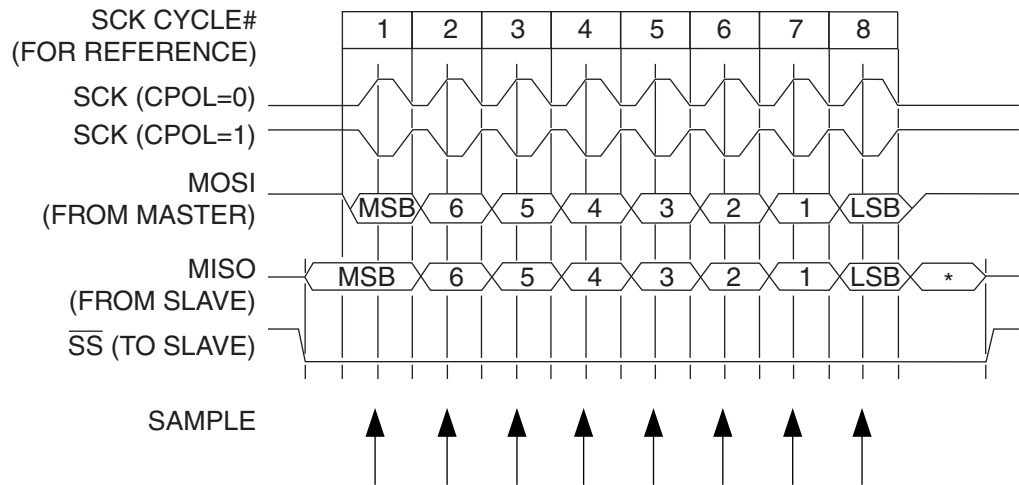 SCK CYCLE#
(FOR REFERENCE)
1 2 3 4 5 6 7 8
SCK (CPOL=0)
SCK (CPOL=1)
MOSI
(FROM MASTER)
MSB 6 5 4 3 2 1 LSB
MISO
(FROM SLAVE)
MSB 6 5 4 3 2 1 LSB *
SS (TO SLAVE)
SAMPLE